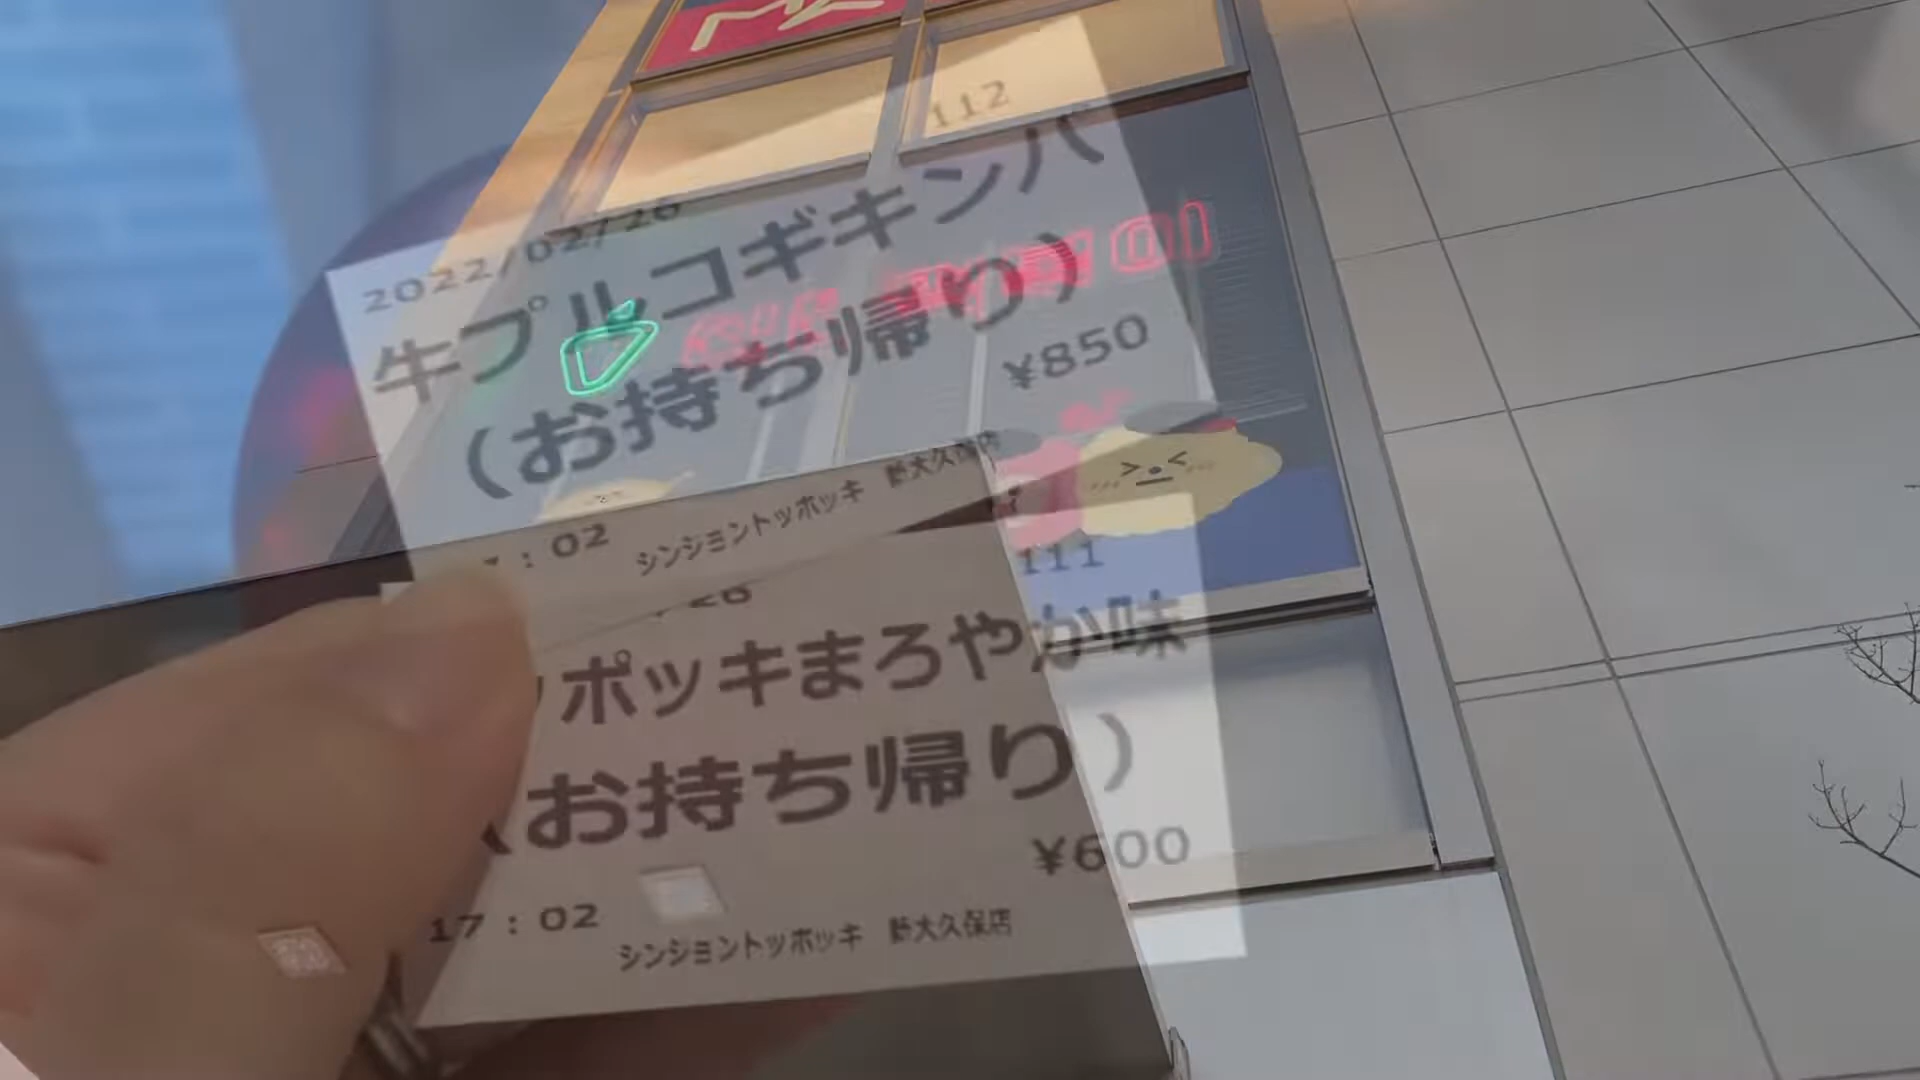 112
2022/02/26
牛プルコギキンパ
（お持ち帰り）
¥850
:02 シンジョントッポッキ 新大久保店
111
/26
ポッキまろやか味
（お持ち帰り）
¥600
17:02 シンジョントッポッキ 新大久保店